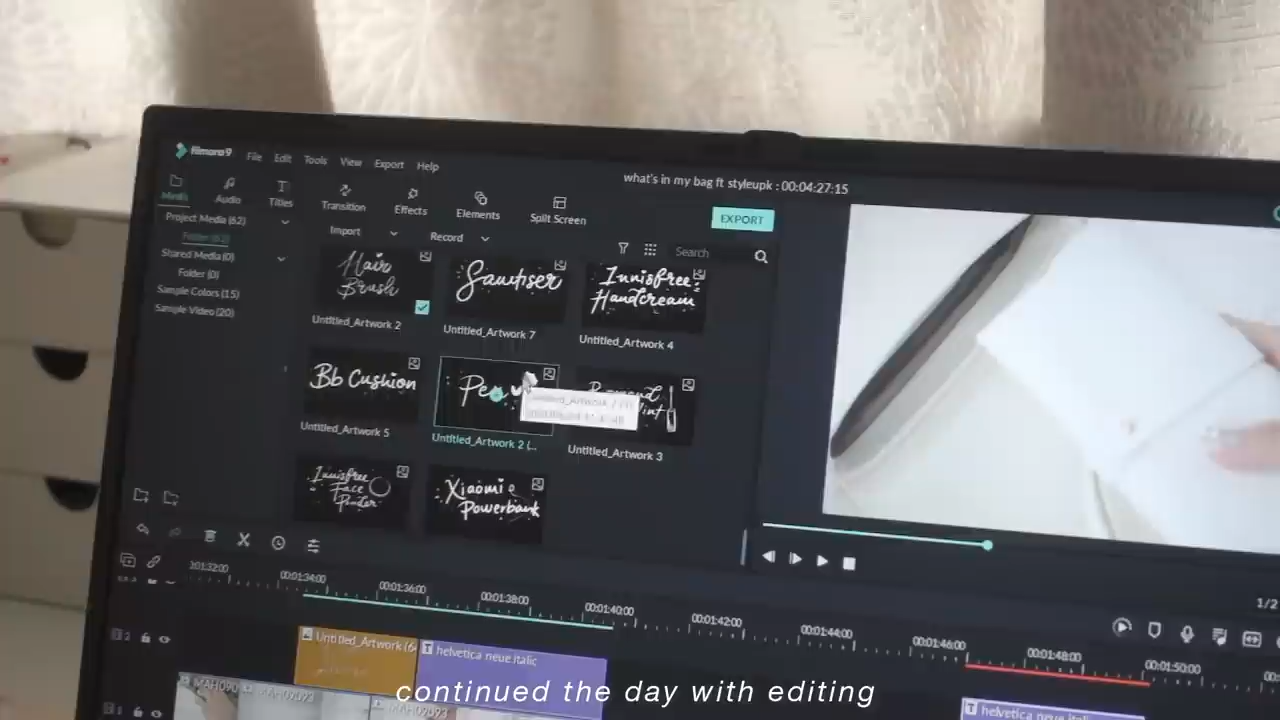 filmora9 File Edit Tools View Export Help
what's in my bag ft styleupk : 00:04:27:15
Media Audio Titles Transition Effects Elements Split Screen
EXPORT
Project Media (62)
Folder (62)
Shared Media (0)
Folder (0)
Sample Colors (15)
Sample Video (20)
Import Record Search
Hair
Brush
Untitled_Artwork 2
Sanitiser
Untitled_Artwork 7
Innisfree
Handcream
Untitled_Artwork 4
Bb Cushion
Untitled_Artwork 5
Pen
Untitled_Artwork 2 (...
Untitled_Artwork 3
Innisfree
Face
Powder
Xiaomi
Powerbank
1/2
00:01:32:00 00:01:34:00 00:01:36:00 00:01:38:00 00:01:40:00 00:01:42:00 00:01:44:00 00:01:46:00 00:01:48:00 00:01:50:00
Untitled_Artwork (6
helvetica neue italic
MAH090
MAH09093
MAH09093
helvetica neue itali
continued the day with editing